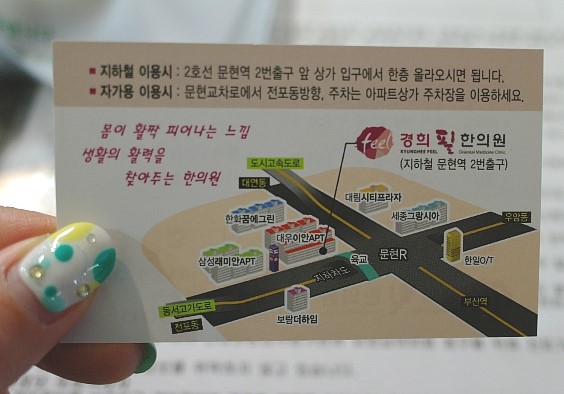 ■ 지하철 이용시 : 2호선 문현역 2번출구 앞 상가 입구에서 한층 올라오시면 됩니다.
■ 자가용 이용시 : 문현교차로에서 전포동방향, 주차는 아파트상가 주차장을 이용하세요.
몸이 활짝 피어나는 느낌
생활의 활력을
찾아주는 한의원
feel 경희 필 한의원
KYUNGHEE FEEL Oriental Medicine Clinic
(지하철 문현역 2번출구)
도시고속도로
대연동
대림시티프라자
한화꿈에그린
세종그랑시아
우암동
대우이안APT
삼성래미안APT
육교
문현R
한일O/T
지하차도
동서고가도로
보람더하임
부산역
전포동